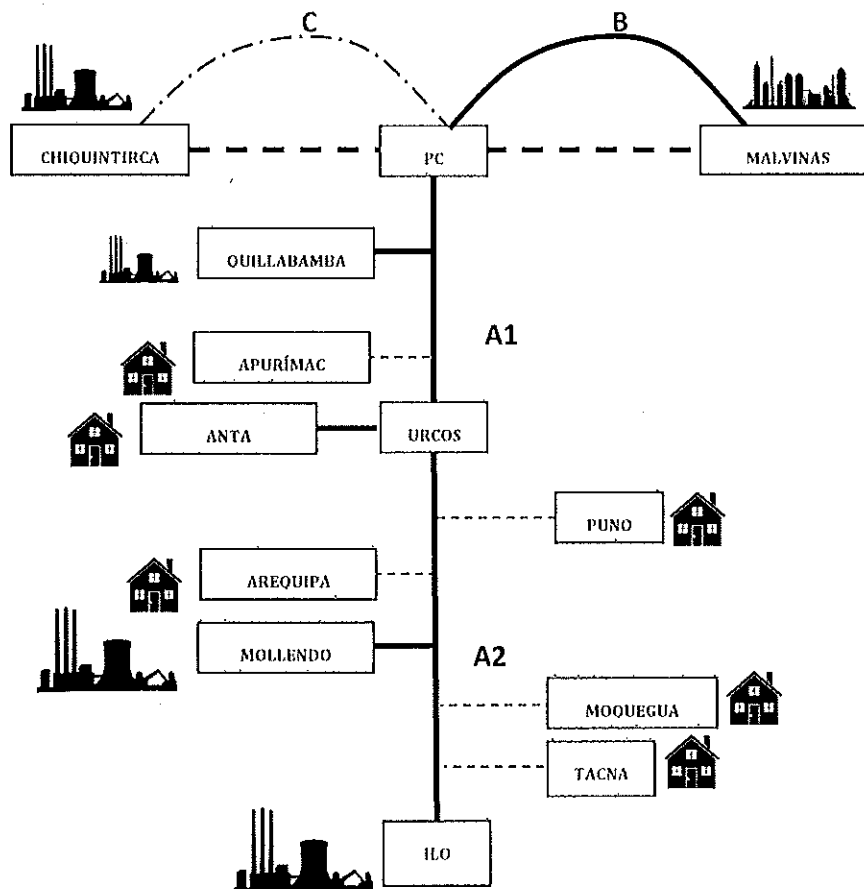 C
B
CHIQUINTIRCA
PC
MALVINAS
QUILLABAMBA
A1
APURÍMAC
ANTA
URCOS
PUNO
AREQUIPA
MOLLENDO
A2
MOQUEGUA
TACNA
ILO